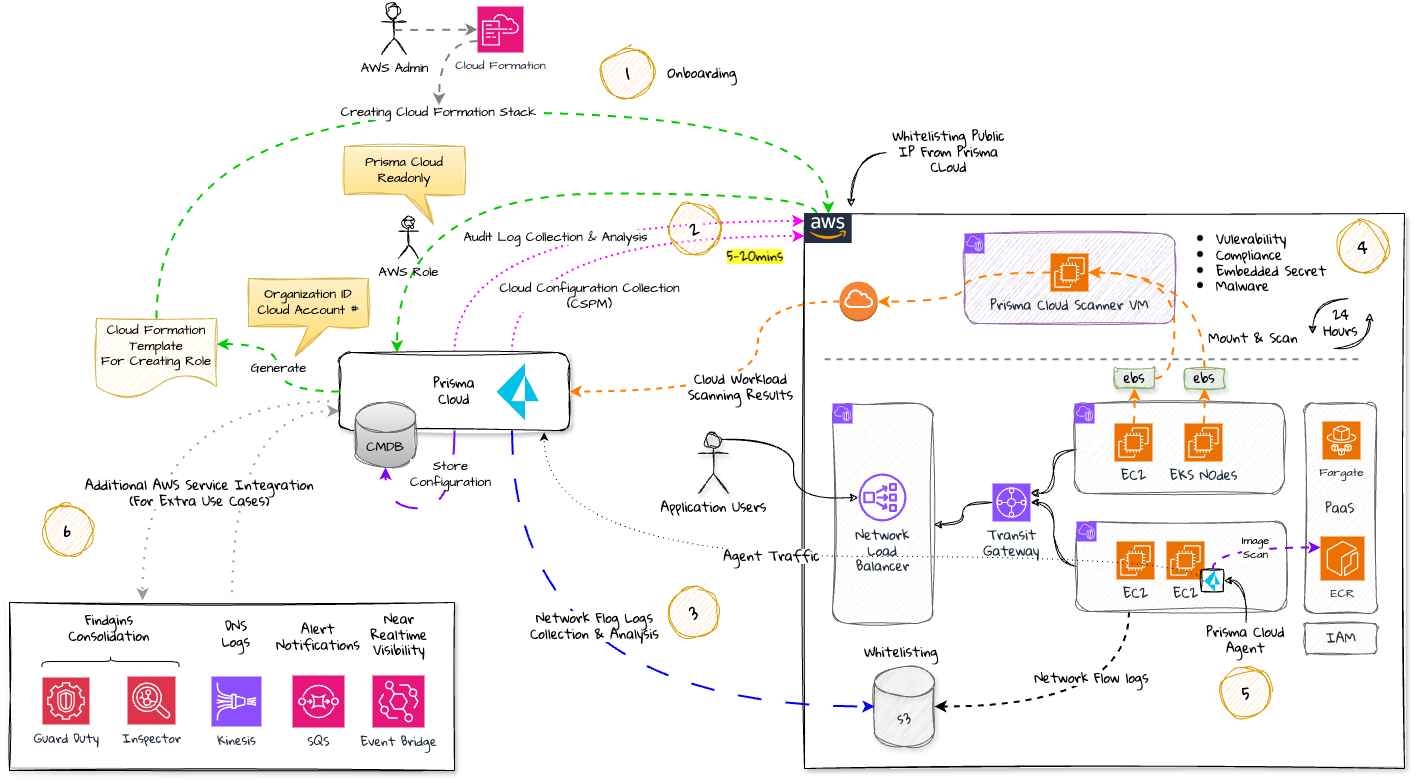 AWS Admin
Cloud Formation
1
Onboarding
Creating Cloud Formation Stack
Whitelisting Public
IP From Prisma
CLoud
Prisma Cloud
Readonly
AWS Role
2
Audit Log Collection & Analysis
5-20mins
Cloud Configuration Collection
(CSPM)
Organization ID
Cloud Account #
Cloud Formation
Template
For Creating Role
Generate
Prisma
Cloud
CMDB
Store
Configuration
Cloud Workload
Scanning Results
aws
Prisma Cloud Scanner VM
Vulerability
Compliance
Embedded Secret
Malware
4
24
Hours
Mount & Scan
ebs
ebs
EC2
EKS NOdes
Fargate
PaaS
ECR
IAM
Application Users
Network
Load
Balancer
Transit
Gateway
Image
Scan
EC2
EC2
Agent Traffic
Prisma Cloud
Agent
5
Network Flow logs
Whitelisting
S3
3
Network Flog Logs
Collection & Analysis
Additional AWS Service Integration
(For Extra Use Cases)
6
Findgins
Consolidation
DNS
Logs
Alert
Notifications
Near
Realtime
Visibility
Guard Duty
Inspector
Kinesis
SQS
Event Bridge